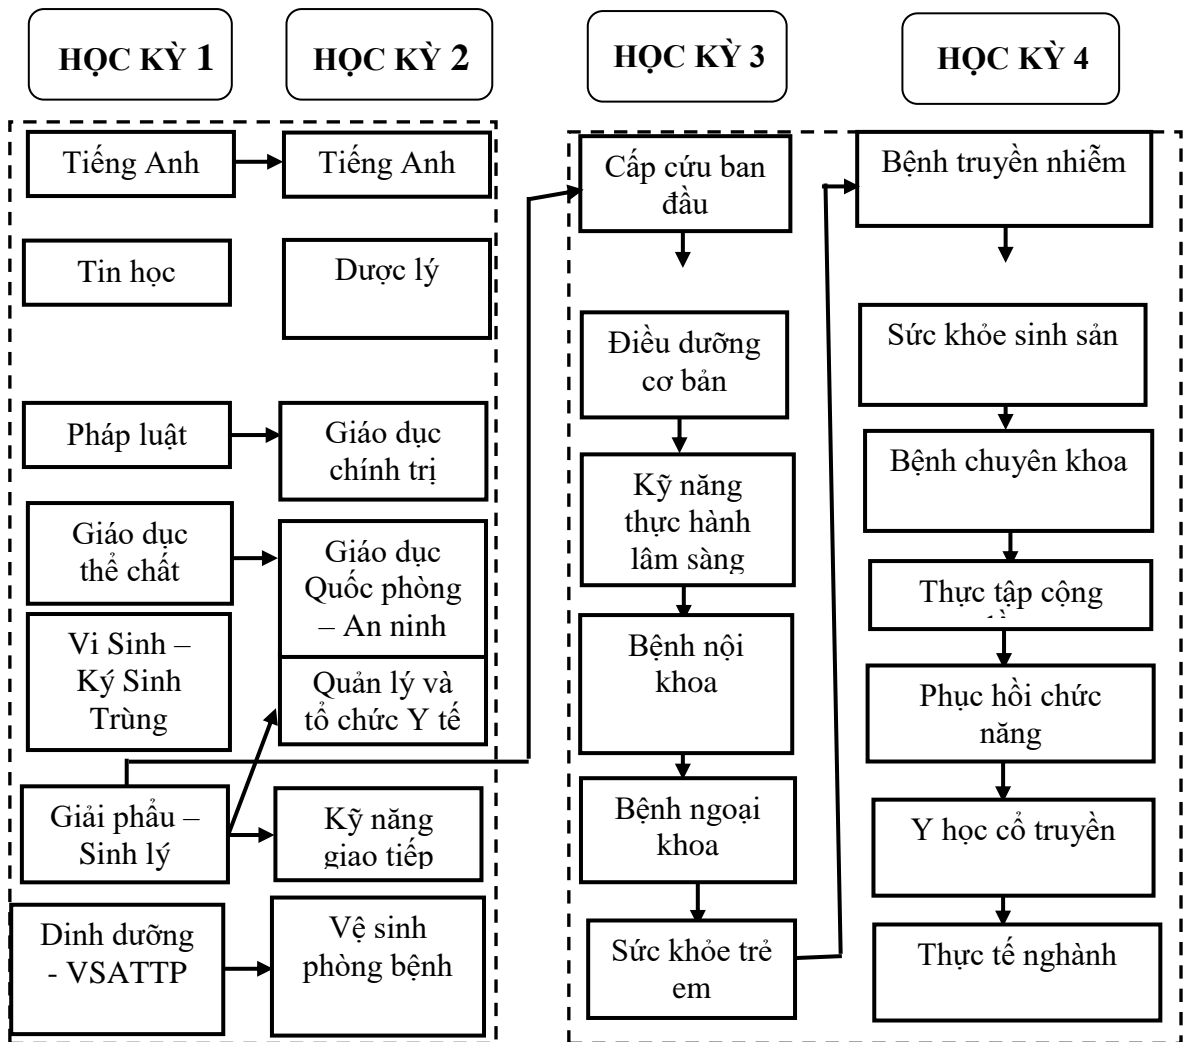 HỌC KỲ 1
HỌC KỲ 2
HỌC KỲ 3
HỌC KỲ 4
Tiếng Anh
Tin học
Pháp luật
Giáo dục
thể chất
Vi Sinh –
Ký Sinh
Trùng
Giải phẩu –
Sinh lý
Dinh dưỡng
- VSATTP
Tiếng Anh
Dược lý
Giáo dục
chính trị
Giáo dục
Quốc phòng
– An ninh
Quản lý và
tổ chức Y tế
Kỹ năng
giao tiếp
Vệ sinh
phòng bệnh
Cấp cứu ban
đầu
Điều dưỡng
cơ bản
Kỹ năng
thực hành
lâm sàng
Bệnh nội
khoa
Bệnh ngoại
khoa
Sức khỏe trẻ
em
Bệnh truyền nhiễm
Sức khỏe sinh sản
Bệnh chuyên khoa
Thực tập cộng
Phục hồi chức
năng
Y học cổ truyền
Thực tế nghành